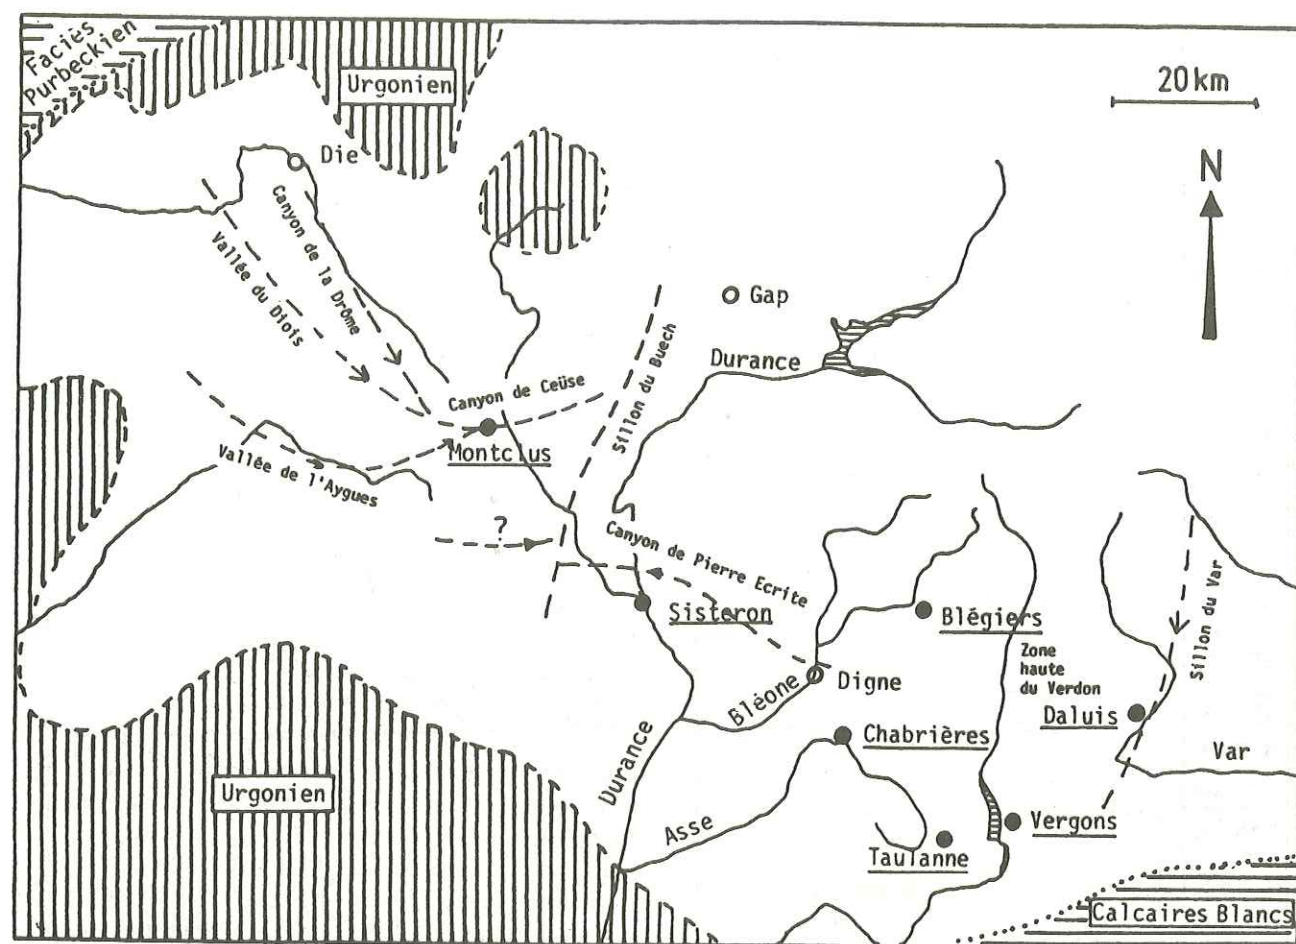 Faciès
Purbeckien
Urgonien
20 km
N
Die
Canyon de la Drôme
Vallée du Diois
Gap
Sillon du Buech
Durance
Canyon de Ceüse
Montclus
Vallée de l'Aygues
?
Canyon de Pierre Ecrite
Sisteron
Blégiers
Sillon du Var
Zone
haute
du Verdon
Digne
Bléone
Daluis
Chabrières
Var
Durance
Urgonien
Asse
Vergons
Taulanne
Calcaires Blancs